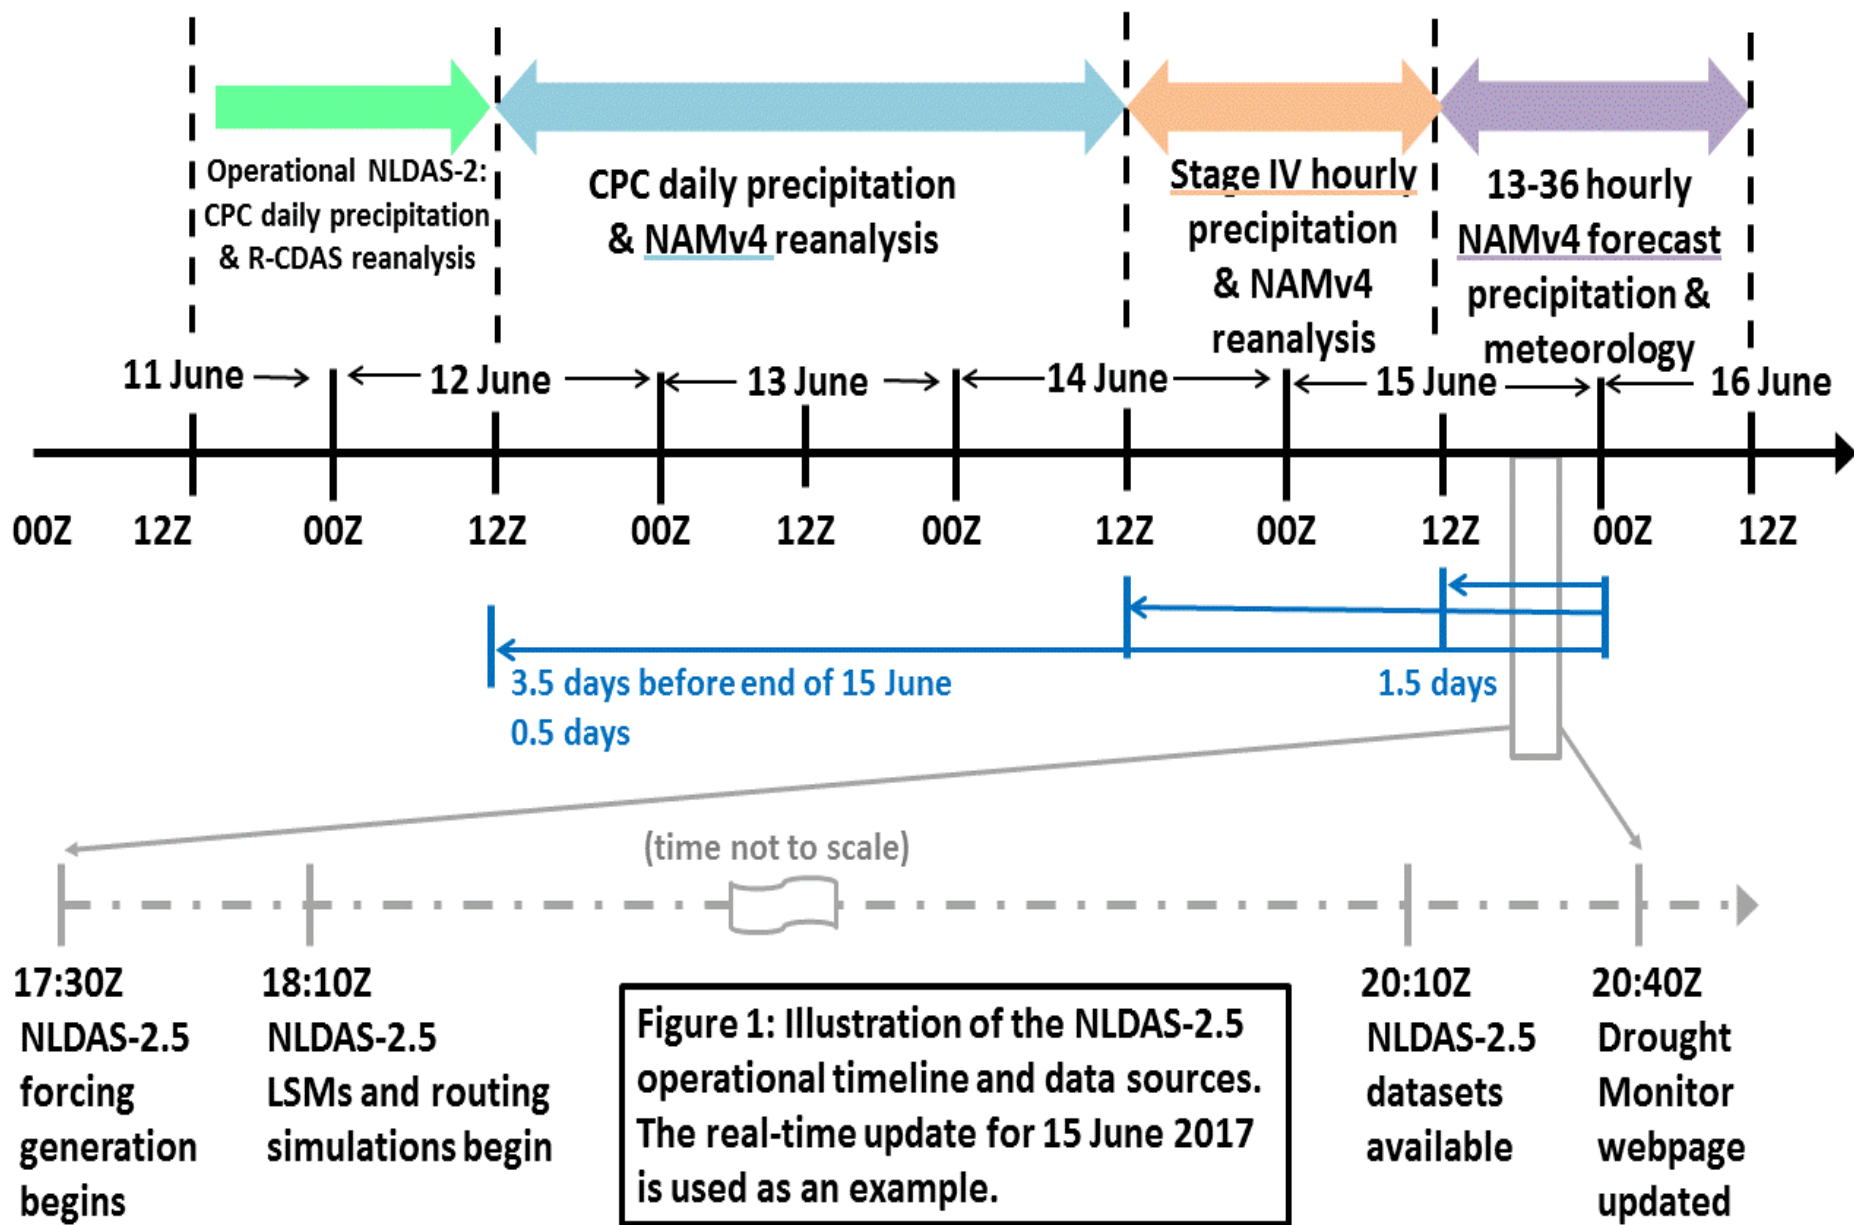 Operational NLDAS-2:
CPC daily precipitation
& R-CDAS reanalysis
CPC daily precipitation
& NAMv4 reanalysis
Stage IV hourly
precipitation
& NAMv4
reanalysis
13-36 hourly
NAMv4 forecast
precipitation &
meteorology
11 June
12 June
13 June
14 June
15 June
16 June
00Z
12Z
00Z
12Z
00Z
12Z
00Z
12Z
00Z
12Z
00Z
12Z
3.5 days before end of 15 June
0.5 days
1.5 days
(time not to scale)
17:30Z
NLDAS-2.5
forcing
generation
begins
18:10Z
NLDAS-2.5
LSMs and routing
simulations begin
Figure 1: Illustration of the NLDAS-2.5
operational timeline and data sources.
The real-time update for 15 June 2017
is used as an example.
20:10Z
NLDAS-2.5
datasets
available
20:40Z
Drought
Monitor
webpage
updated